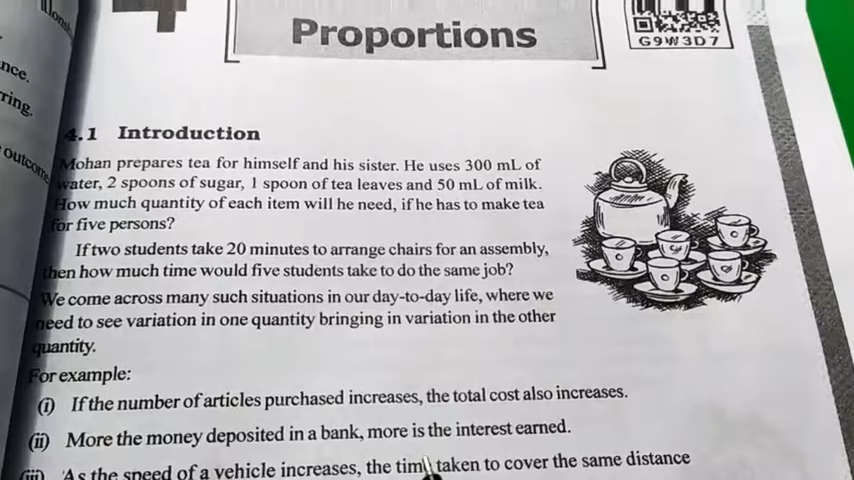 Proportions
G9W3D7
nce.
ring.
outcome
4.1 Introduction
Mohan prepares tea for himself and his sister. He uses 300 mL of
water, 2 spoons of sugar, 1 spoon of tea leaves and 50 mL of milk.
How much quantity of each item will he need, if he has to make tea
for five persons?
If two students take 20 minutes to arrange chairs for an assembly,
then how much time would five students take to do the same job?
We come across many such situations in our day-to-day life, where we
need to see variation in one quantity bringing in variation in the other
quantity.
For example:
(i) If the number of articles purchased increases, the total cost also increases.
(ii) More the money deposited in a bank, more is the interest earned.
(iii) As the speed of a vehicle increases, the time taken to cover the same distance